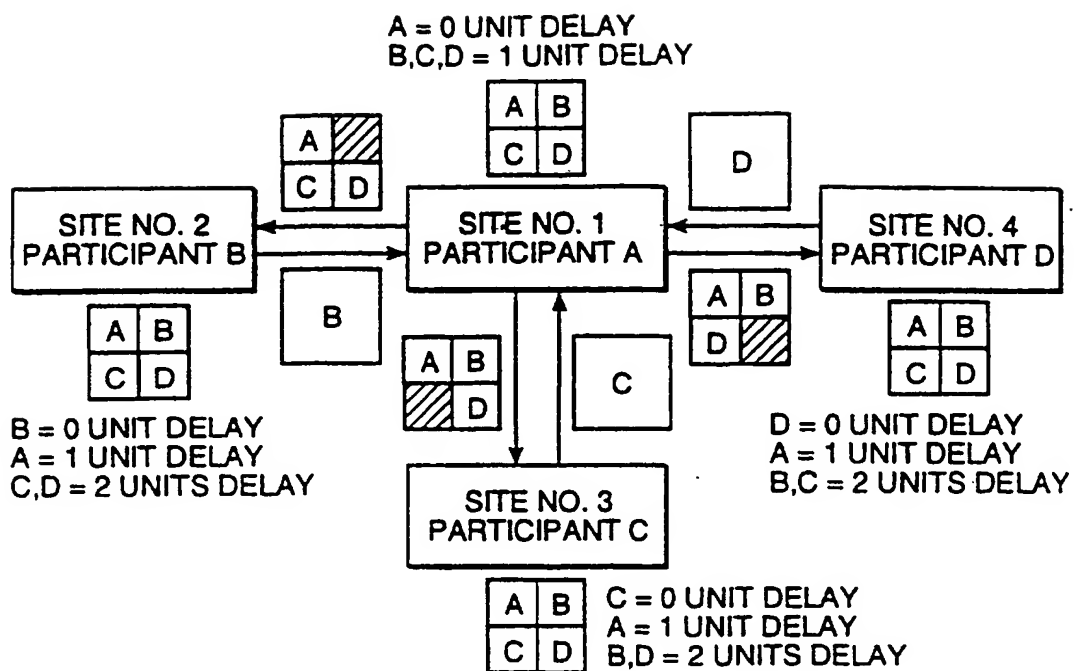 A = 0 UNIT DELAY
B,C,D = 1 UNIT DELAY
A B
C D
A
C D
D
SITE NO. 2
PARTICIPANT B
SITE NO. 1
PARTICIPANT A
SITE NO. 4
PARTICIPANT D
B
A B
D
A B
C D
A B
D
C
A B
C D
B = 0 UNIT DELAY
A = 1 UNIT DELAY
C,D = 2 UNITS DELAY
D = 0 UNIT DELAY
A = 1 UNIT DELAY
B,C = 2 UNITS DELAY
SITE NO. 3
PARTICIPANT C
A B
C D
C = 0 UNIT DELAY
A = 1 UNIT DELAY
B,D = 2 UNITS DELAY